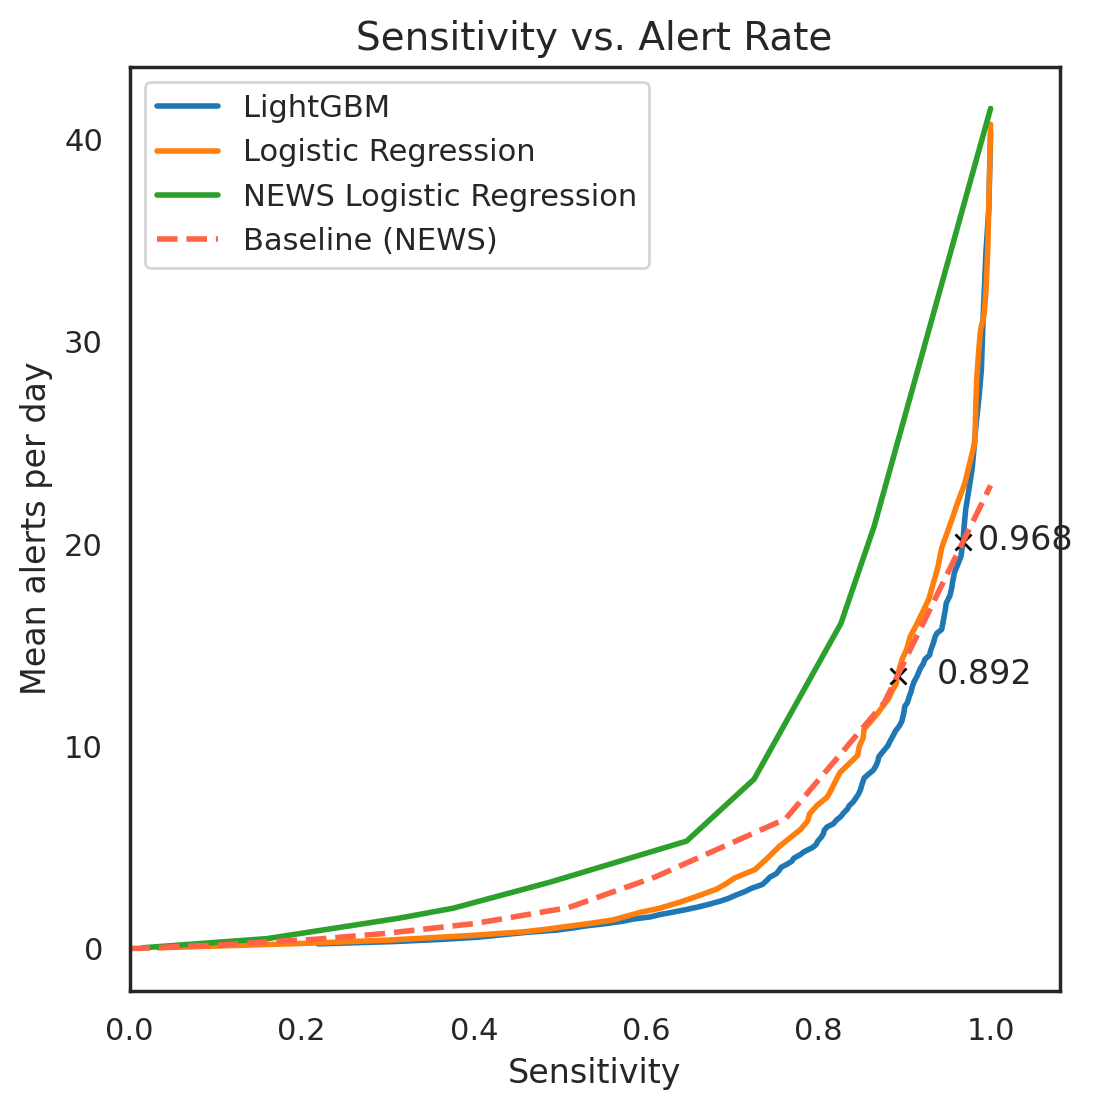 Sensitivity vs. Alert Rate
LightGBM
Logistic Regression
NEWS Logistic Regression
Baseline (NEWS)
40
30
20
10
0
Mean alerts per day
0.968
0.892
0.0 0.2 0.4 0.6 0.8 1.0
Sensitivity